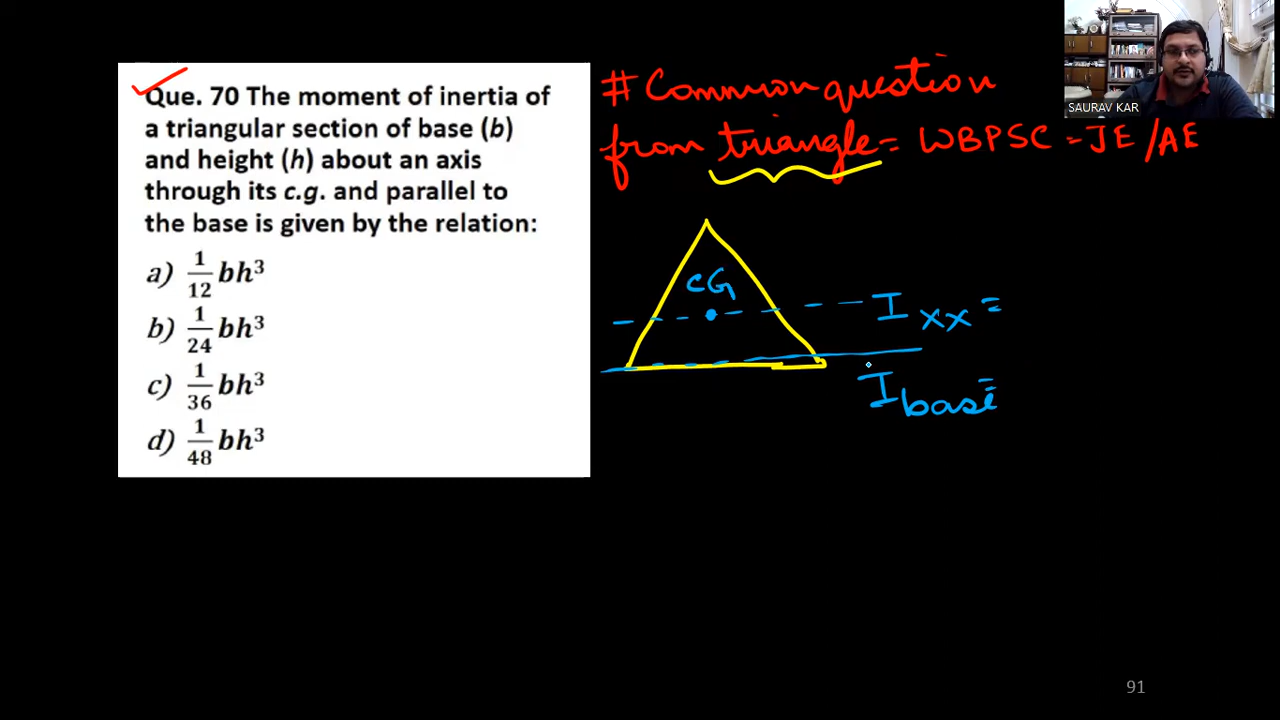 Que. 70 The moment of inertia of
a triangular section of base (b)
and height (h) about an axis
through its c.g. and parallel to
the base is given by the relation:
a) 1/12 bh³
b) 1/24 bh³
c) 1/36 bh³
d) 1/48 bh³
# Common question
from triangle = WBPSC = JE/AE
CG
I xx =
I base =
SAURAV KAR
91